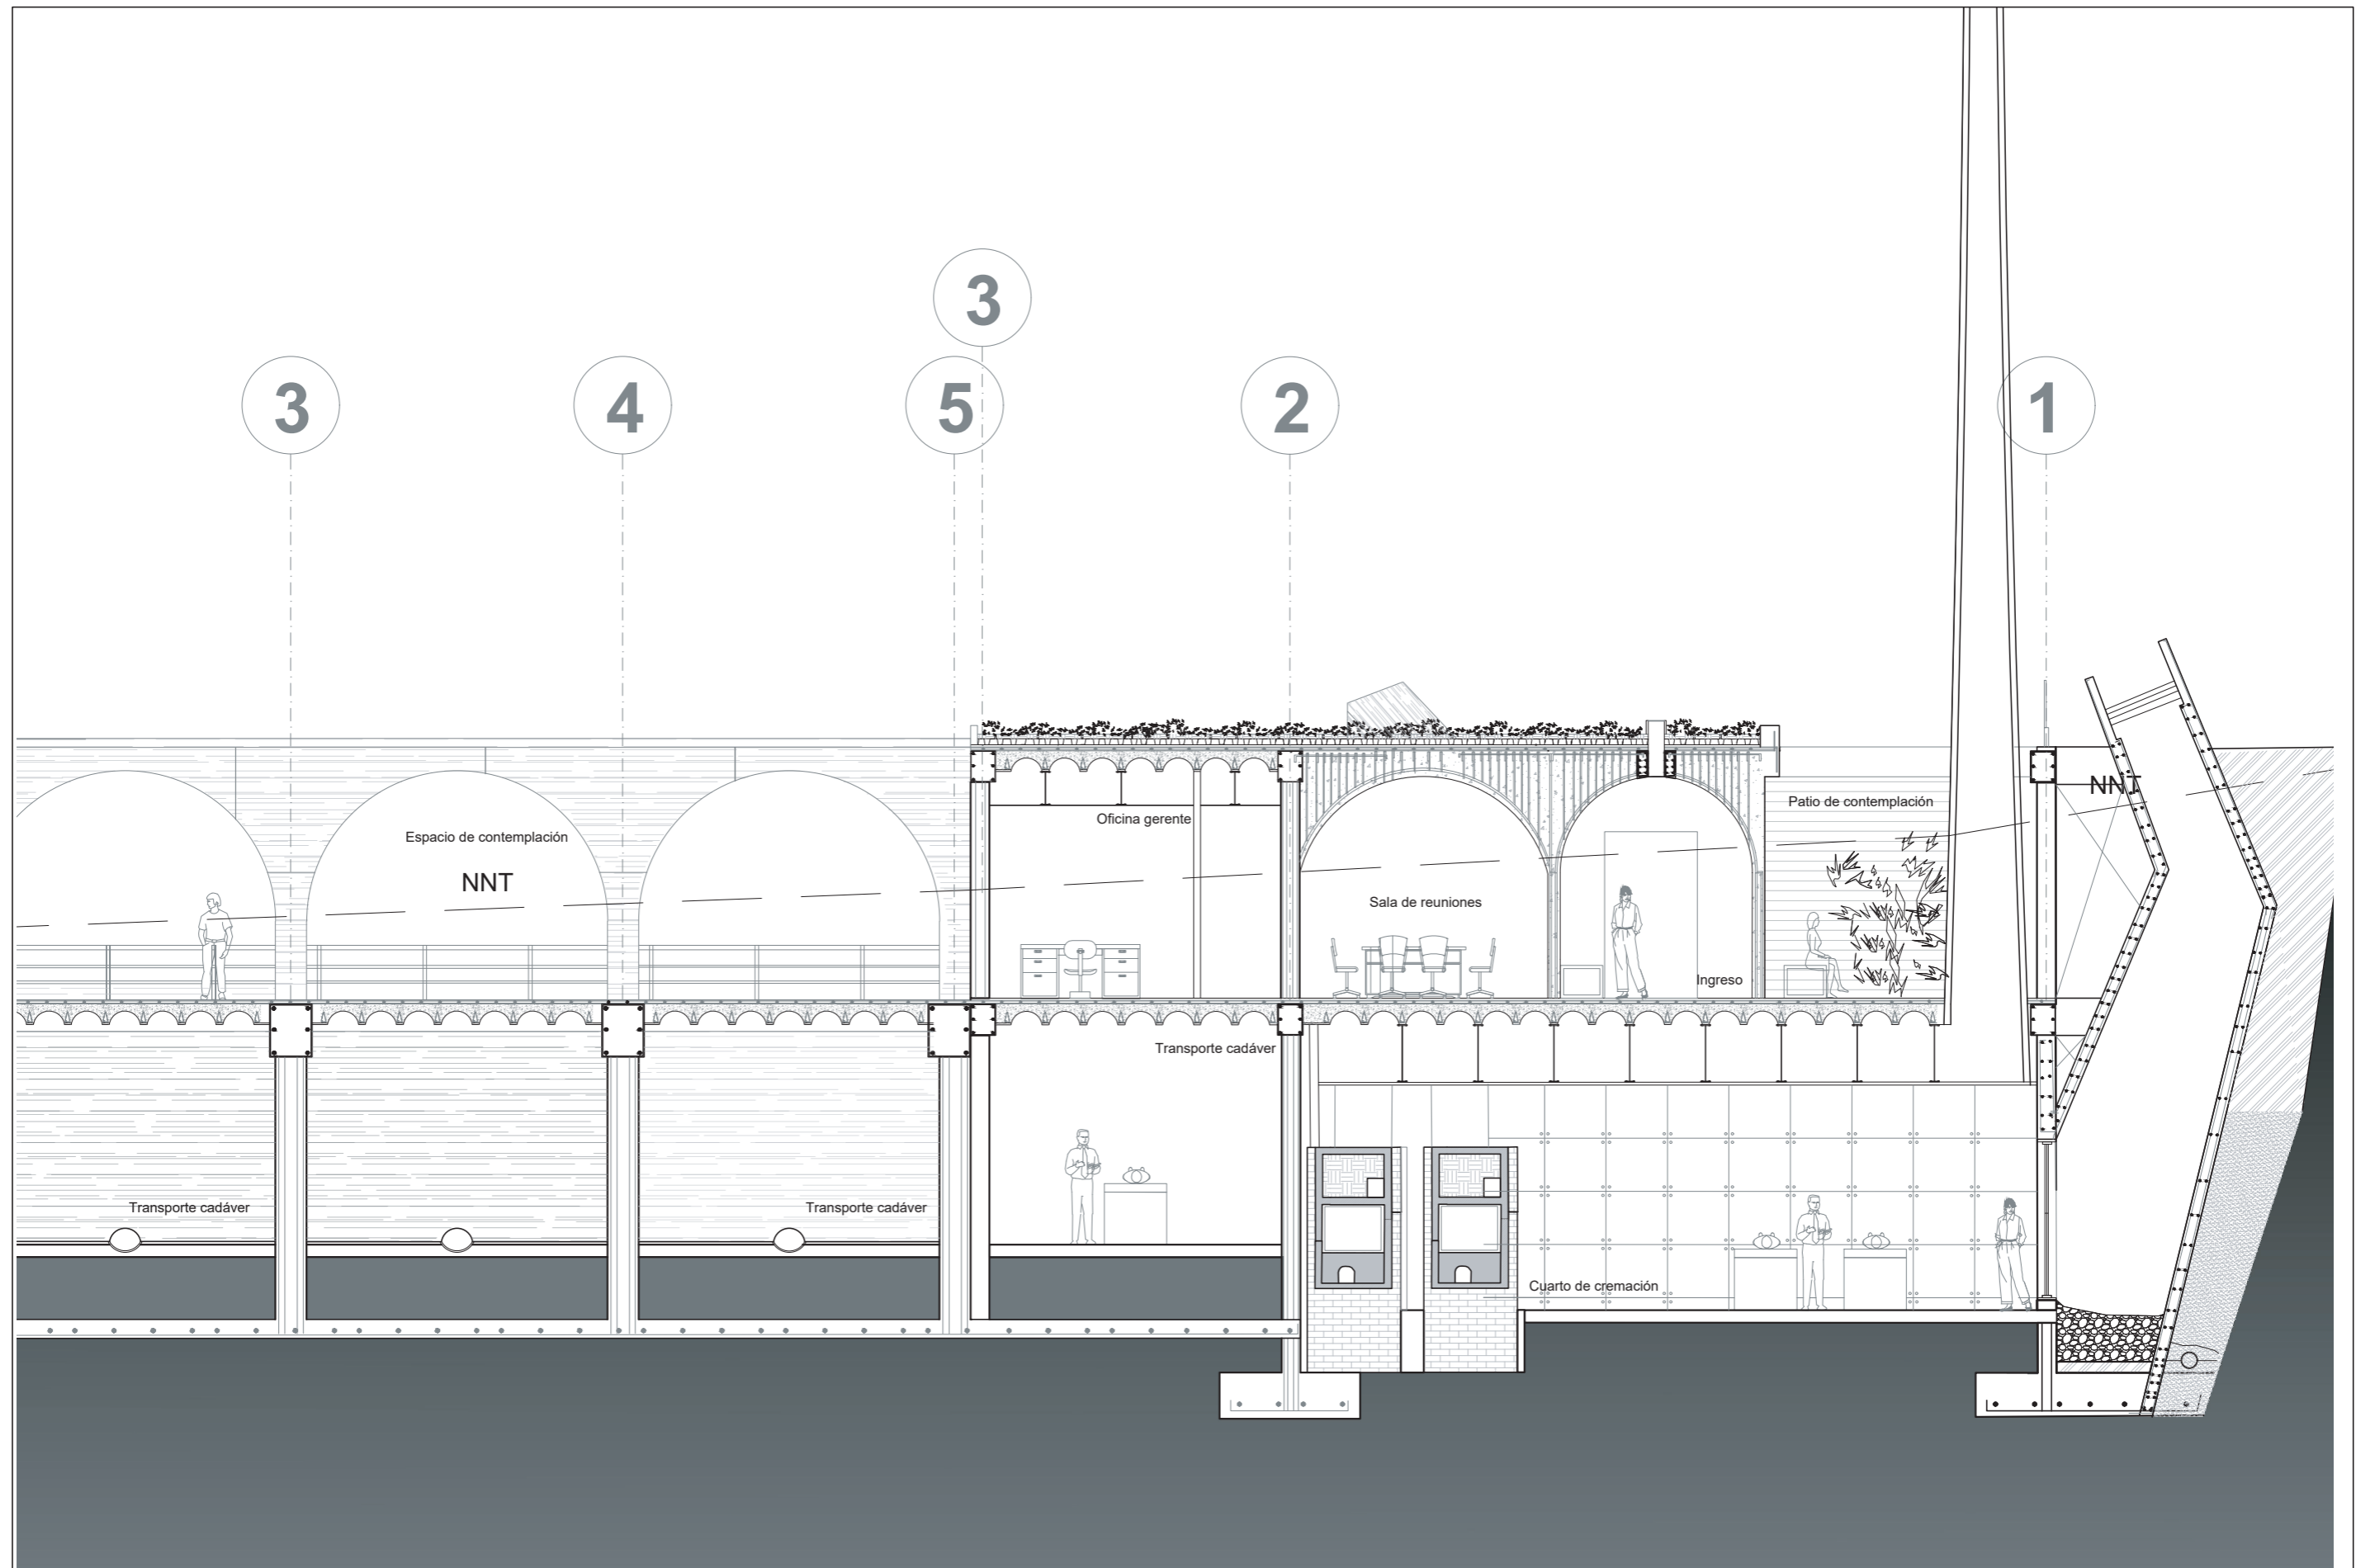 3
3
4
5
2
1
NNT
Patio de contemplación
Oficina gerente
Espacio de contemplación
NNT
Sala de reuniones
Ingreso
Transporte cadáver
Transporte cadáver
Transporte cadáver
Cuarto de cremación